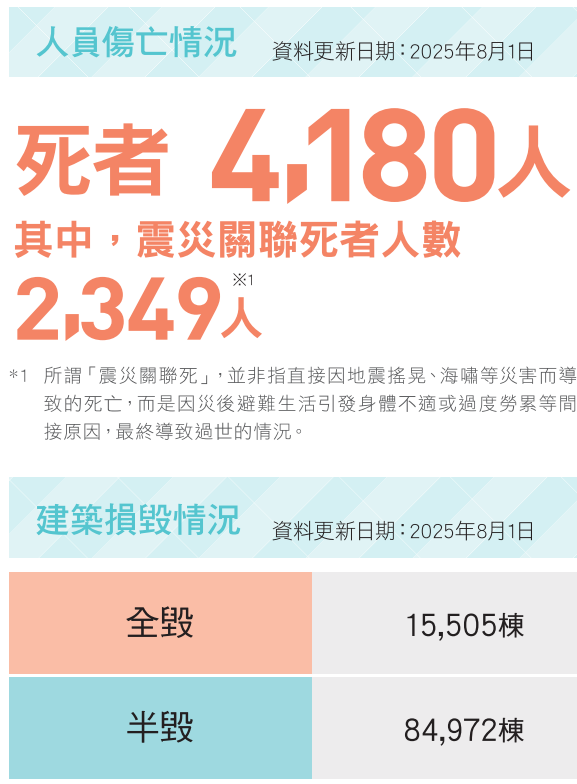 人員傷亡情況 資料更新日期：2025年8月1日
死者 4,180人
其中，震災關聯死者人數
2,349人※1
*1 所謂「震災關聯死」，並非指直接因地震搖晃、海嘯等災害而導
致的死亡，而是因災後避難生活引發身體不適或過度勞累等間
接原因，最終導致過世的情況。
建築損毀情況 資料更新日期：2025年8月1日
全毀 15,505棟
半毀 84,972棟